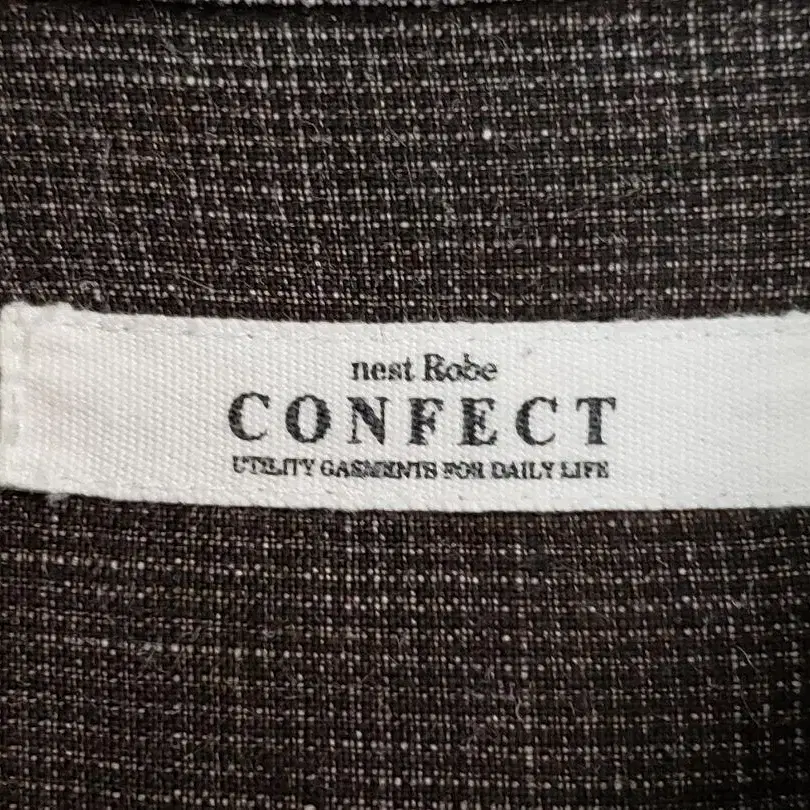 nest Robe
CONFECT
UTILITY GARMENTS FOR DAILY LIFE